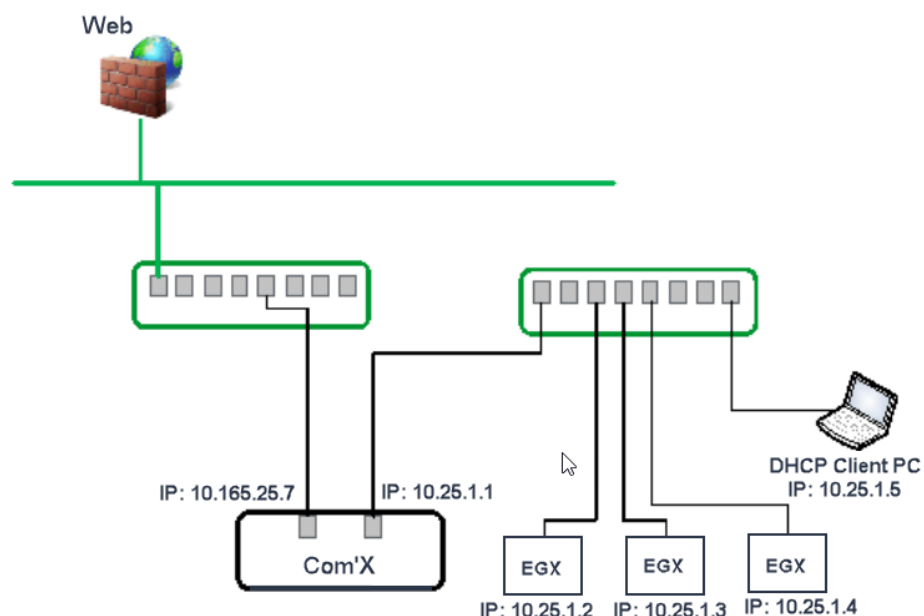 Web
DHCP Client PC
IP: 10.25.1.5
IP: 10.165.25.7
IP: 10.25.1.1
Com'X
EGX
EGX
EGX
IP: 10.25.1.2
IP: 10.25.1.3
IP: 10.25.1.4